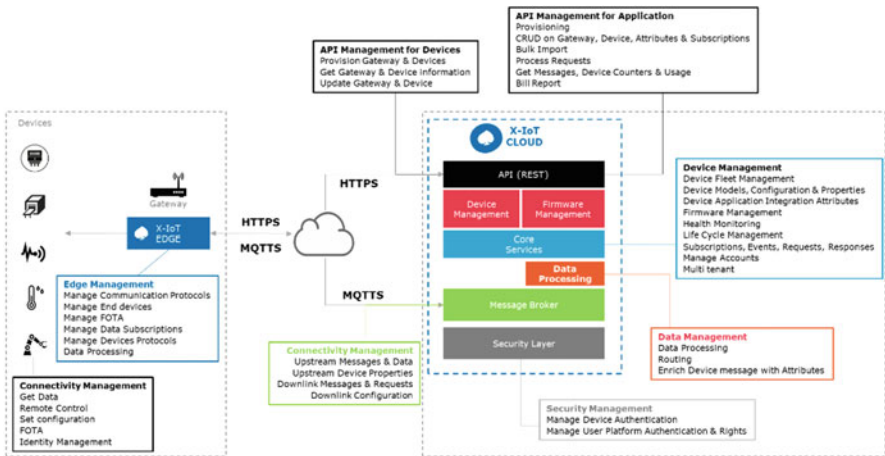 API Management for Devices
Provision Gateway & Devices
Get Gateway & Device Information
Update Gateway & Device
API Management for Application
Provisioning
CRUD on Gateway, Device, Attributes & Subscriptions
Bulk Import
Process Requests
Get Messages, Device Counters & Usage
Bill Report
Devices
Gateway
X-IoT
EDGE
HTTPS
MQTTS
HTTPS
MQTTS
X-IoT
CLOUD
API (REST)
Device
Management
Firmware
Management
Core
Services
Data
Processing
Message Broker
Security Layer
Edge Management
Manage Communication Protocols
Manage End devices
Manage FOTA
Manage Data Subscriptions
Manage Devices Protocols
Data Processing
Connectivity Management
Get Data
Remote Control
Set configuration
FOTA
Identity Management
Connectivity Management
Upstream Messages & Data
Upstream Device Properties
Downlink Messages & Requests
Downlink Configuration
Device Management
Device Fleet Management
Device Models, Configuration & Properties
Device Application Integration Attributes
Firmware Management
Health Monitoring
Life Cycle Management
Subscriptions, Events, Requests, Responses
Manage Accounts
Multi tenant
Data Management
Data Processing
Routing
Enrich Device message with Attributes
Security Management
Manage Device Authentication
Manage User Platform Authentication & Rights